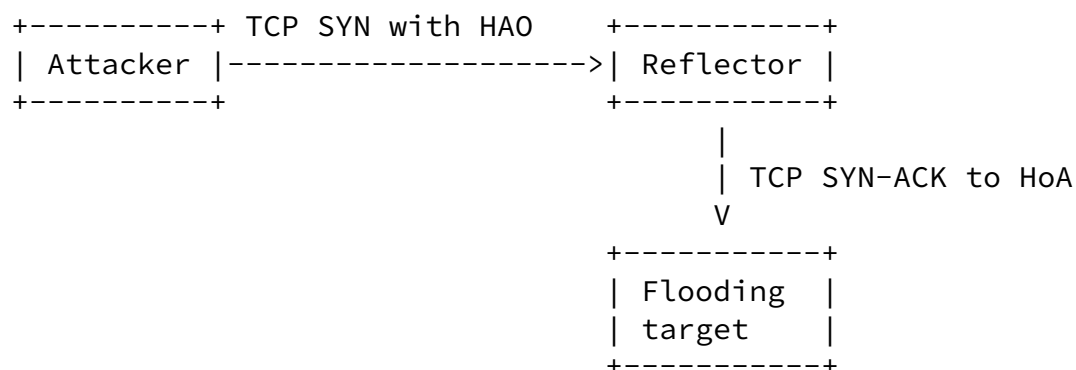 +----------+ TCP SYN with HAO     +-----------+
| Attacker |-------------------->| Reflector |
+----------+                      +-----------+
|
| TCP SYN-ACK to HoA
V
+-----------+
| Flooding  |
| target    |
+-----------+